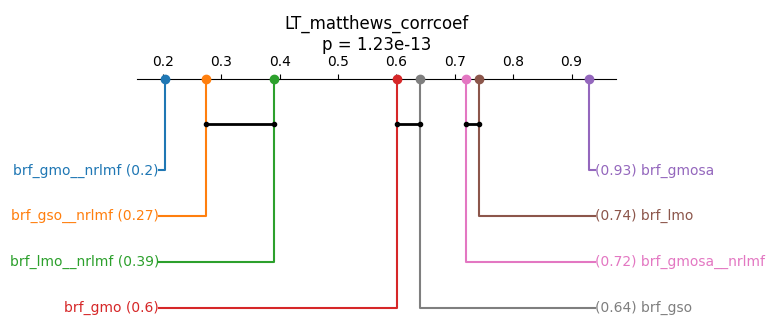 LT_matthews_corrcoef
p = 1.23e-13
0.2 0.3 0.4 0.5 0.6 0.7 0.8 0.9
brf_gmo__nrlmf (0.2) (0.93) brf_gmosa
brf_gso__nrlmf (0.27) (0.74) brf_lmo
brf_lmo__nrlmf (0.39) (0.72) brf_gmosa__nrlmf
brf_gmo (0.6) (0.64) brf_gso